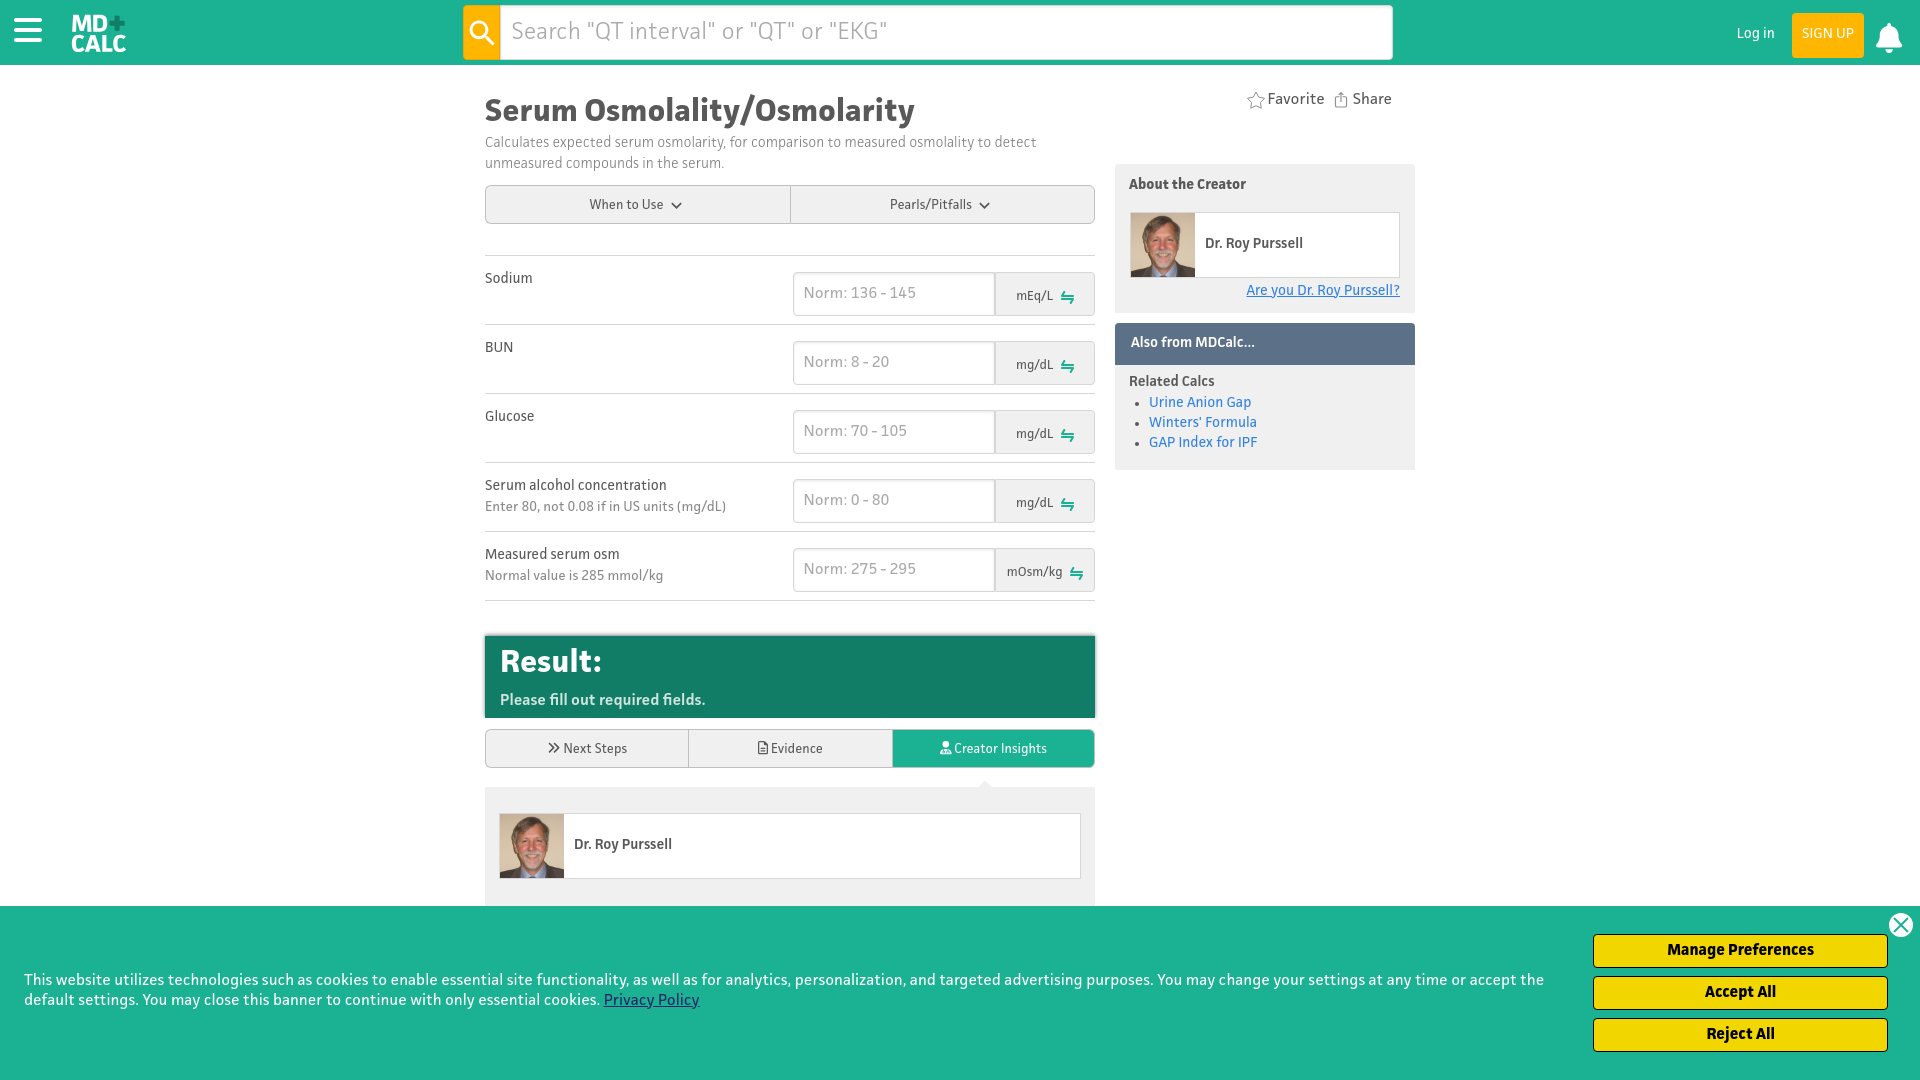 MD+
CALC
Search "QT interval" or "QT" or "EKG"
Log in
SIGN UP
Serum Osmolality/Osmolarity
Favorite
Share
Calculates expected serum osmolarity, for comparison to measured osmolality to detect
unmeasured compounds in the serum.
When to Use
Pearls/Pitfalls
Sodium
Norm: 136 - 145
mEq/L
BUN
Norm: 8 - 20
mg/dL
Glucose
Norm: 70 - 105
mg/dL
Serum alcohol concentration
Enter 80, not 0.08 if in US units (mg/dL)
Norm: 0 - 80
mg/dL
Measured serum osm
Normal value is 285 mmol/kg
Norm: 275 - 295
mOsm/kg
Result:
Please fill out required fields.
Next Steps
Evidence
Creator Insights
Dr. Roy Purssell
About the Creator
Dr. Roy Purssell
Are you Dr. Roy Purssell?
Also from MDCalc...
Related Calcs
Urine Anion Gap
Winters' Formula
GAP Index for IPF
This website utilizes technologies such as cookies to enable essential site functionality, as well as for analytics, personalization, and targeted advertising purposes. You may change your settings at any time or accept the
default settings. You may close this banner to continue with only essential cookies. Privacy Policy
Manage Preferences
Accept All
Reject All